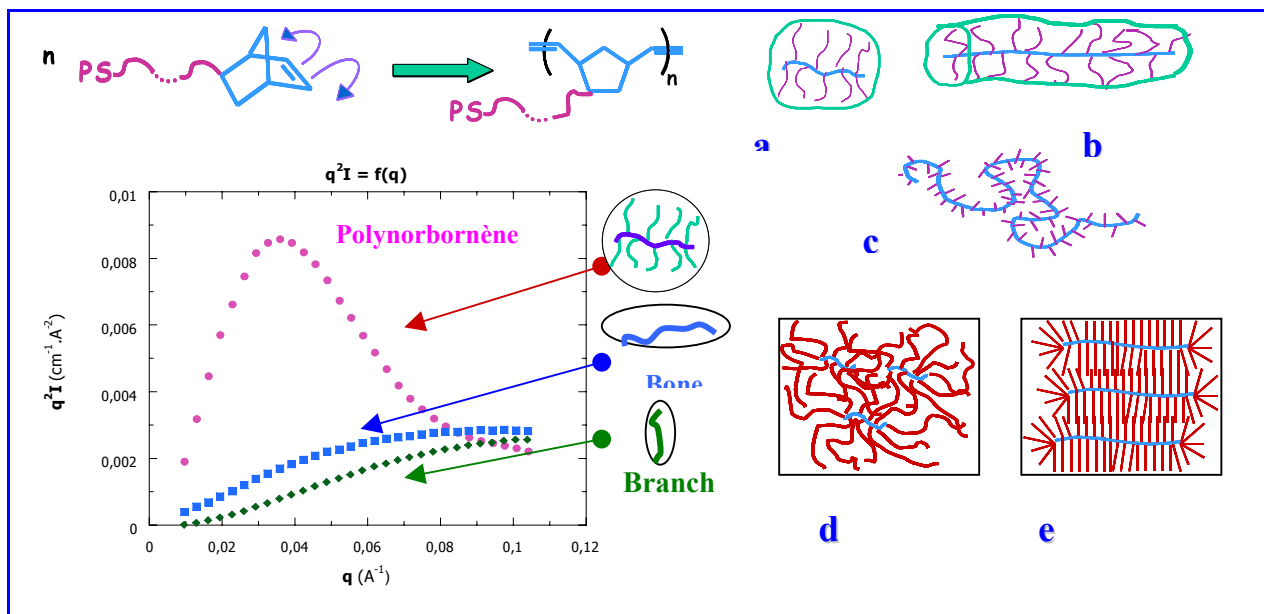 n
PS
PS
n
a
b
c
q²I = f(q)
0,01
0,008
0,006
0,004
0,002
0
q²I (cm⁻¹.A⁻²)
Polynorbornène
Bone
Branch
0 0,02 0,04 0,06 0,08 0,1 0,12
q (A⁻¹)
d
e